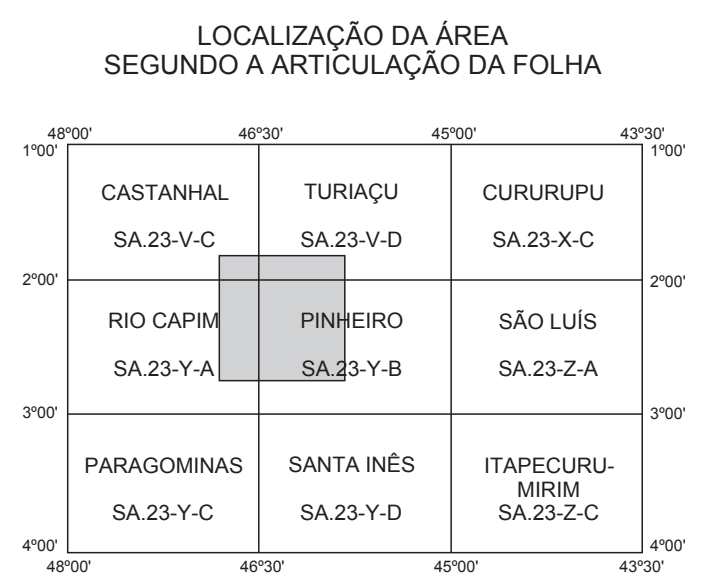 LOCALIZAÇÃO DA ÁREA
SEGUNDO A ARTICULAÇÃO DA FOLHA
48º00' 46º30' 45º00' 43º30'
1º00' 1º00'
CASTANHAL TURIAÇU CURURUPU
SA.23-V-C SA.23-V-D SA.23-X-C
2º00' 2º00'
RIO CAPIM PINHEIRO SÃO LUÍS
SA.23-Y-A SA.23-Y-B SA.23-Z-A
3º00' 3º00'
PARAGOMINAS SANTA INÊS ITAPECURU-
MIRIM
SA.23-Y-C SA.23-Y-D SA.23-Z-C
4º00' 4º00'
48º00' 46º30' 45º00' 43º30'